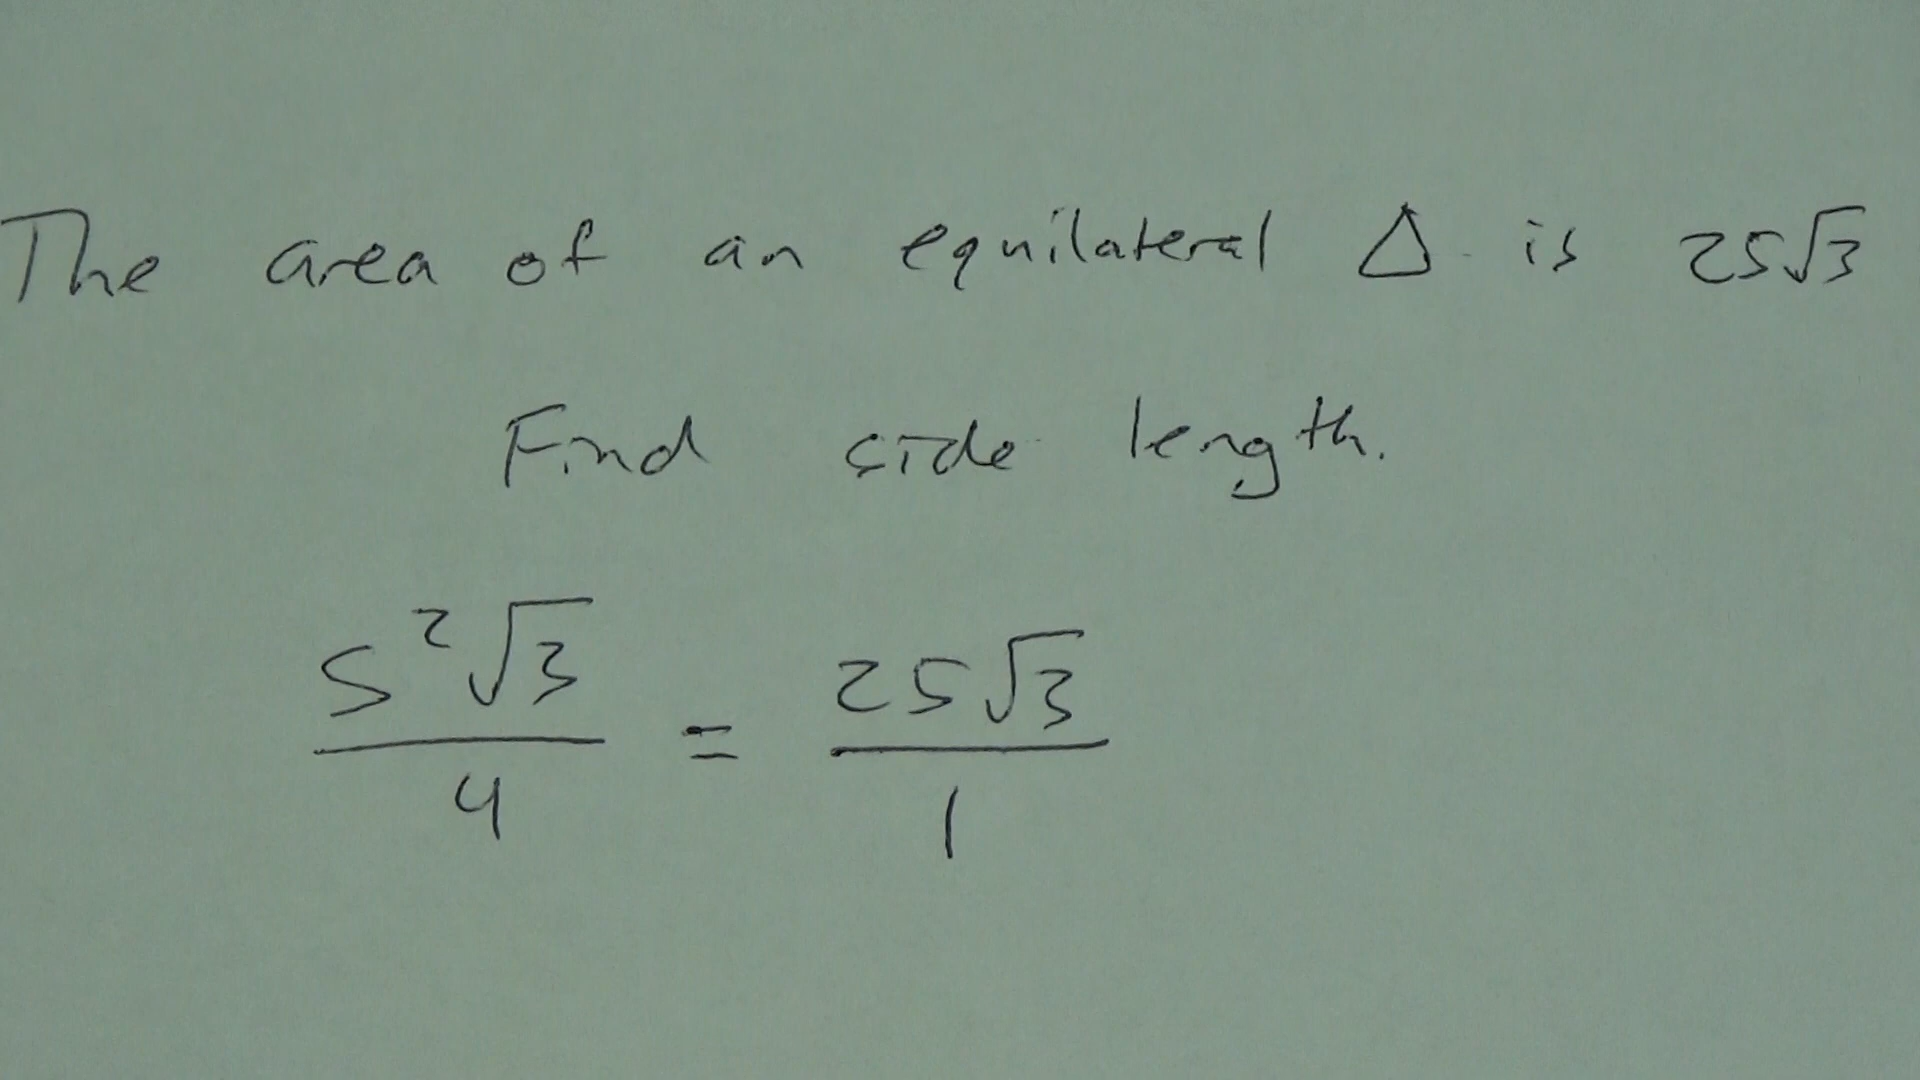 The area of an equilateral Δ is 25√3
Find side length.
s²√3 / 4 = 25√3 / 1